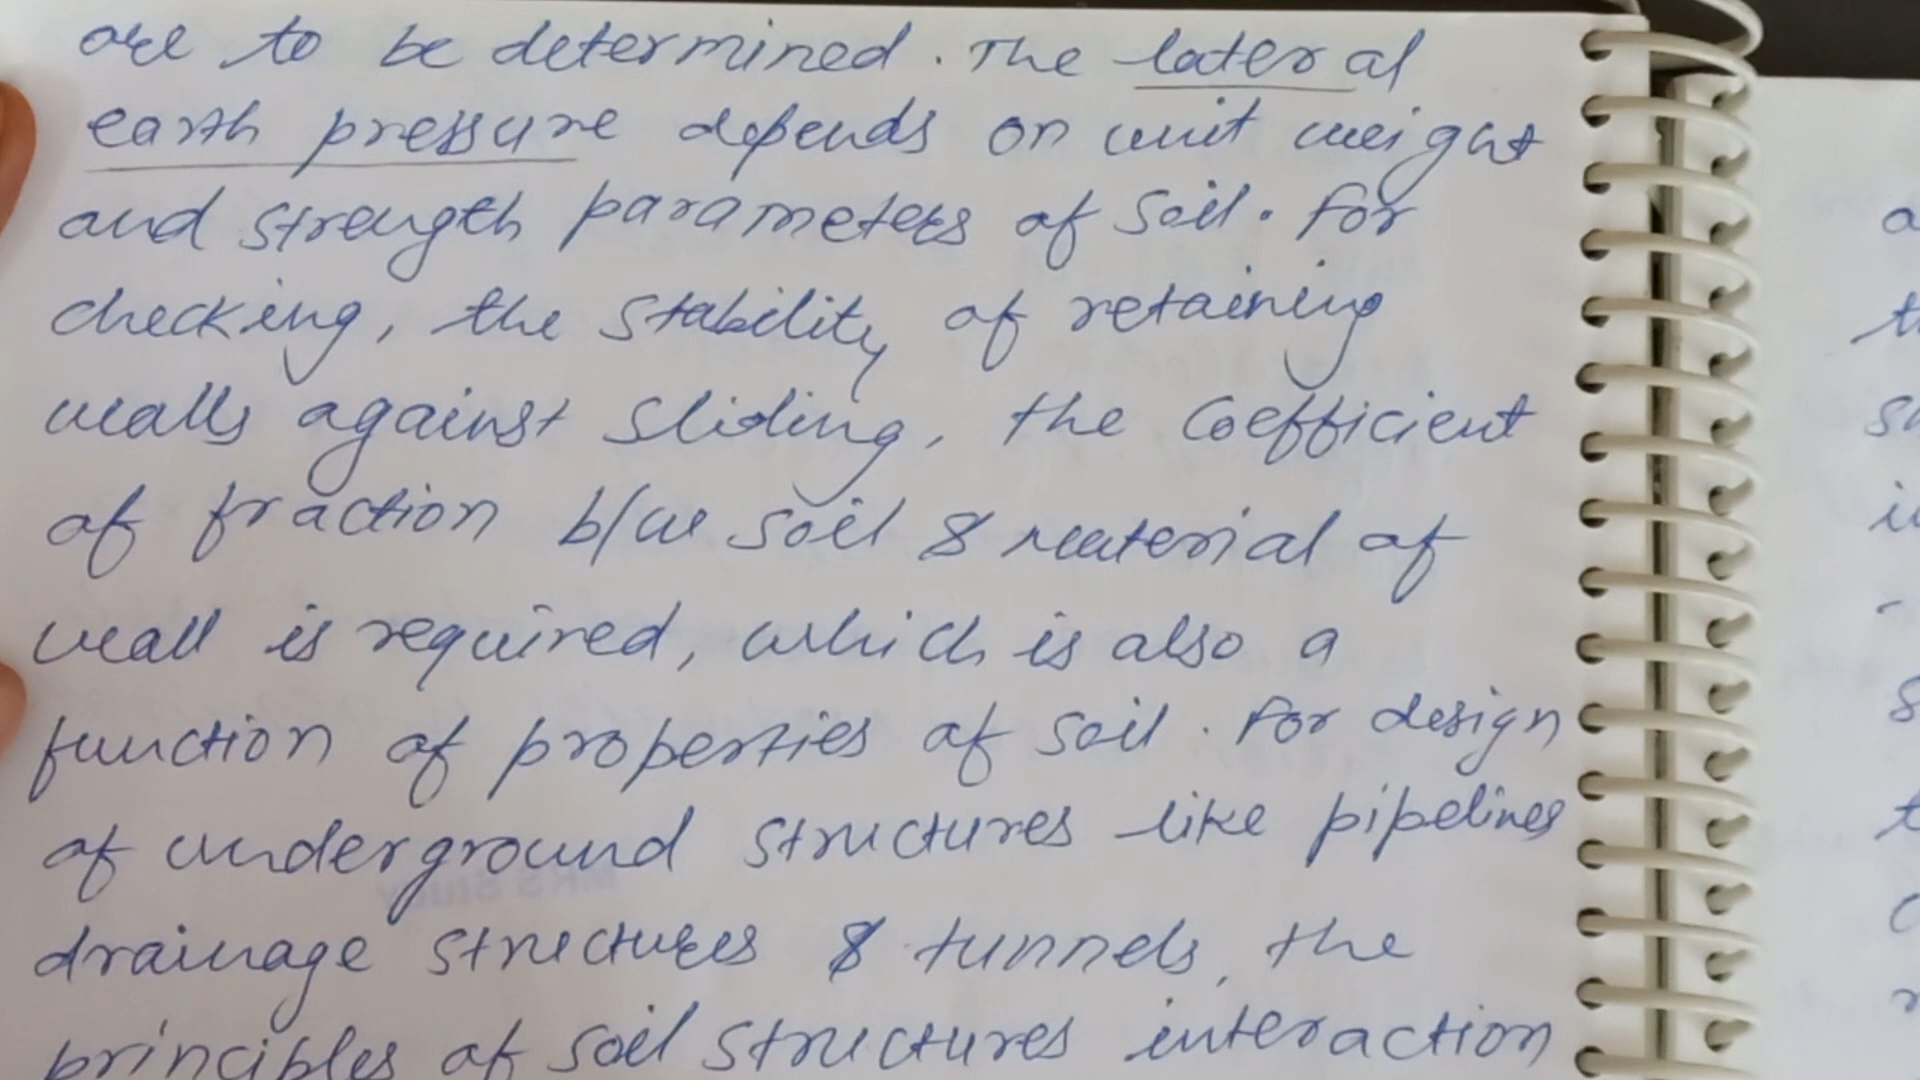 are to be determined. The lateral
earth pressure depends on unit weight
and strength parameters of soil. For
checking, the stability of retaining
walls against sliding, the coefficient
of fraction b/w soil & material of
wall is required, which is also a
function of properties of soil. For design
of underground structures like pipelines
drainage structures & tunnels, the
principles of soil structures interaction